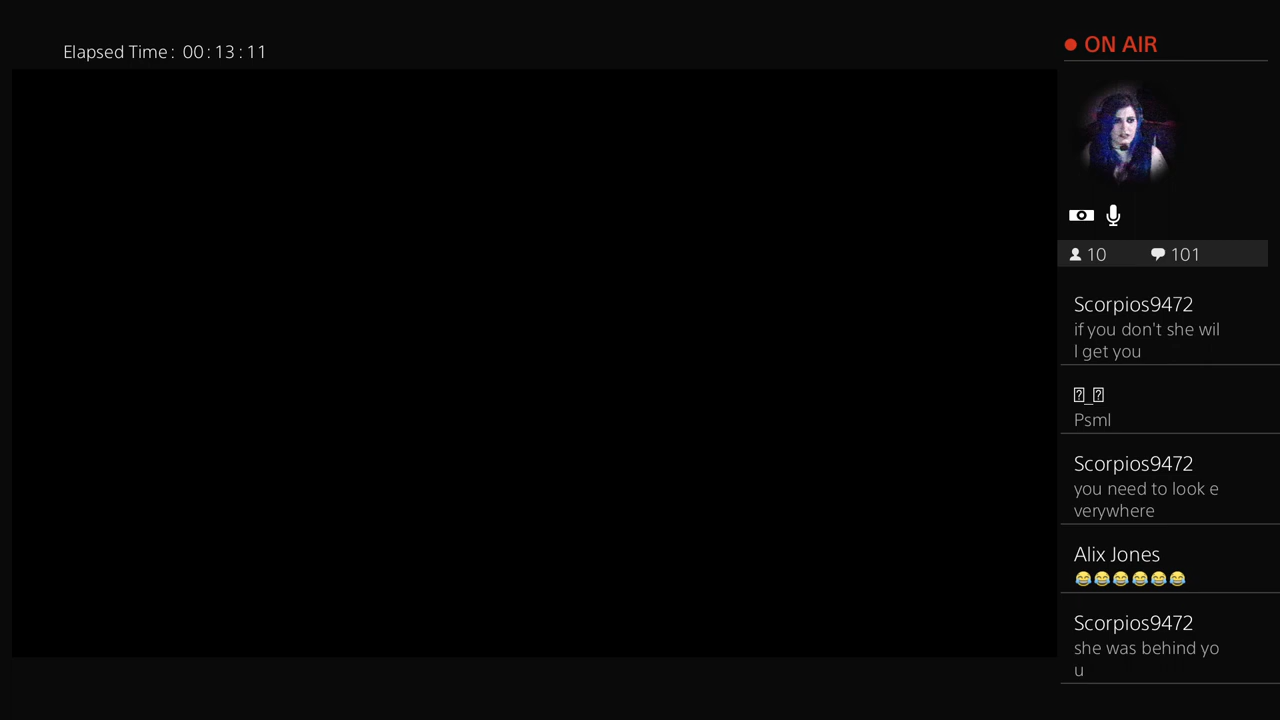 Elapsed Time: 00:13:11
ON AIR
10 101
Scorpios9472
if you don't she wil
l get you
⍰_⍰
Psml
Scorpios9472
you need to look e
verywhere
Alix Jones
😂😂😂😂😂😂
Scorpios9472
she was behind yo
u